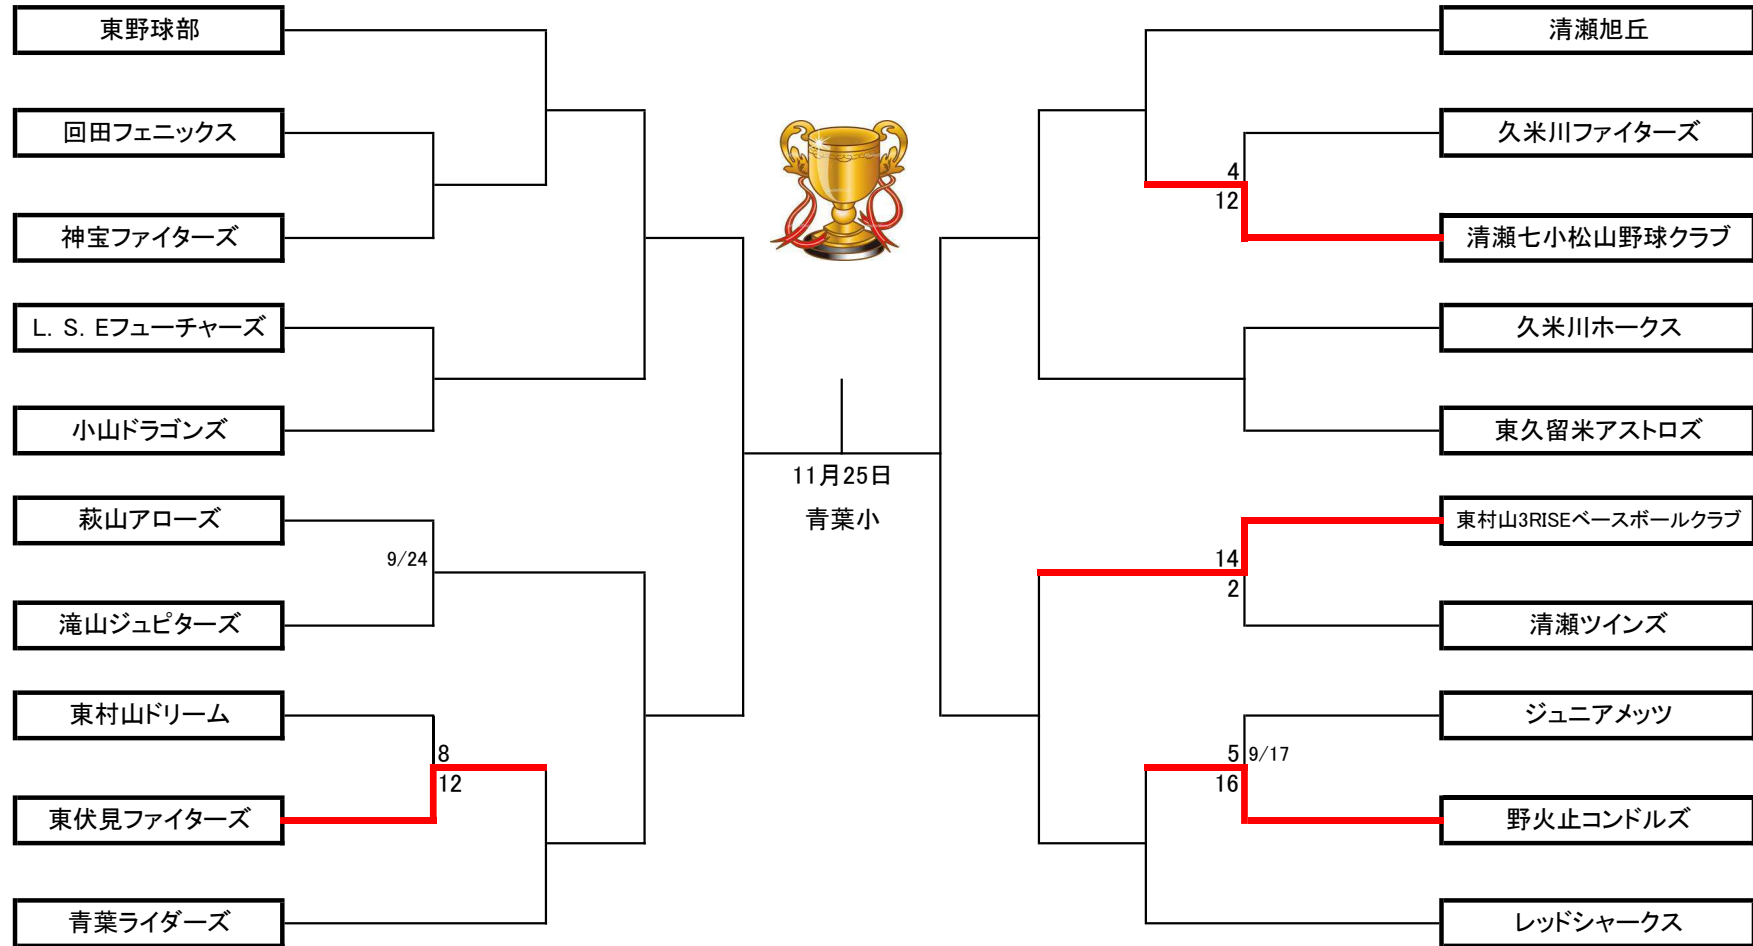 東野球部
回田フェニックス
神宝ファイターズ
L. S. Eフューチャーズ
小山ドラゴンズ
萩山アローズ
9/24
滝山ジュピターズ
東村山ドリーム
8
12
東伏見ファイターズ
青葉ライダーズ
11月25日
青葉小
清瀬旭丘
久米川ファイターズ
4
12
清瀬七小松山野球クラブ
久米川ホークス
東久留米アストロズ
東村山3RISEベースボールクラブ
14
2
清瀬ツインズ
ジュニアメッツ
5 9/17
16
野火止コンドルズ
レッドシャークス